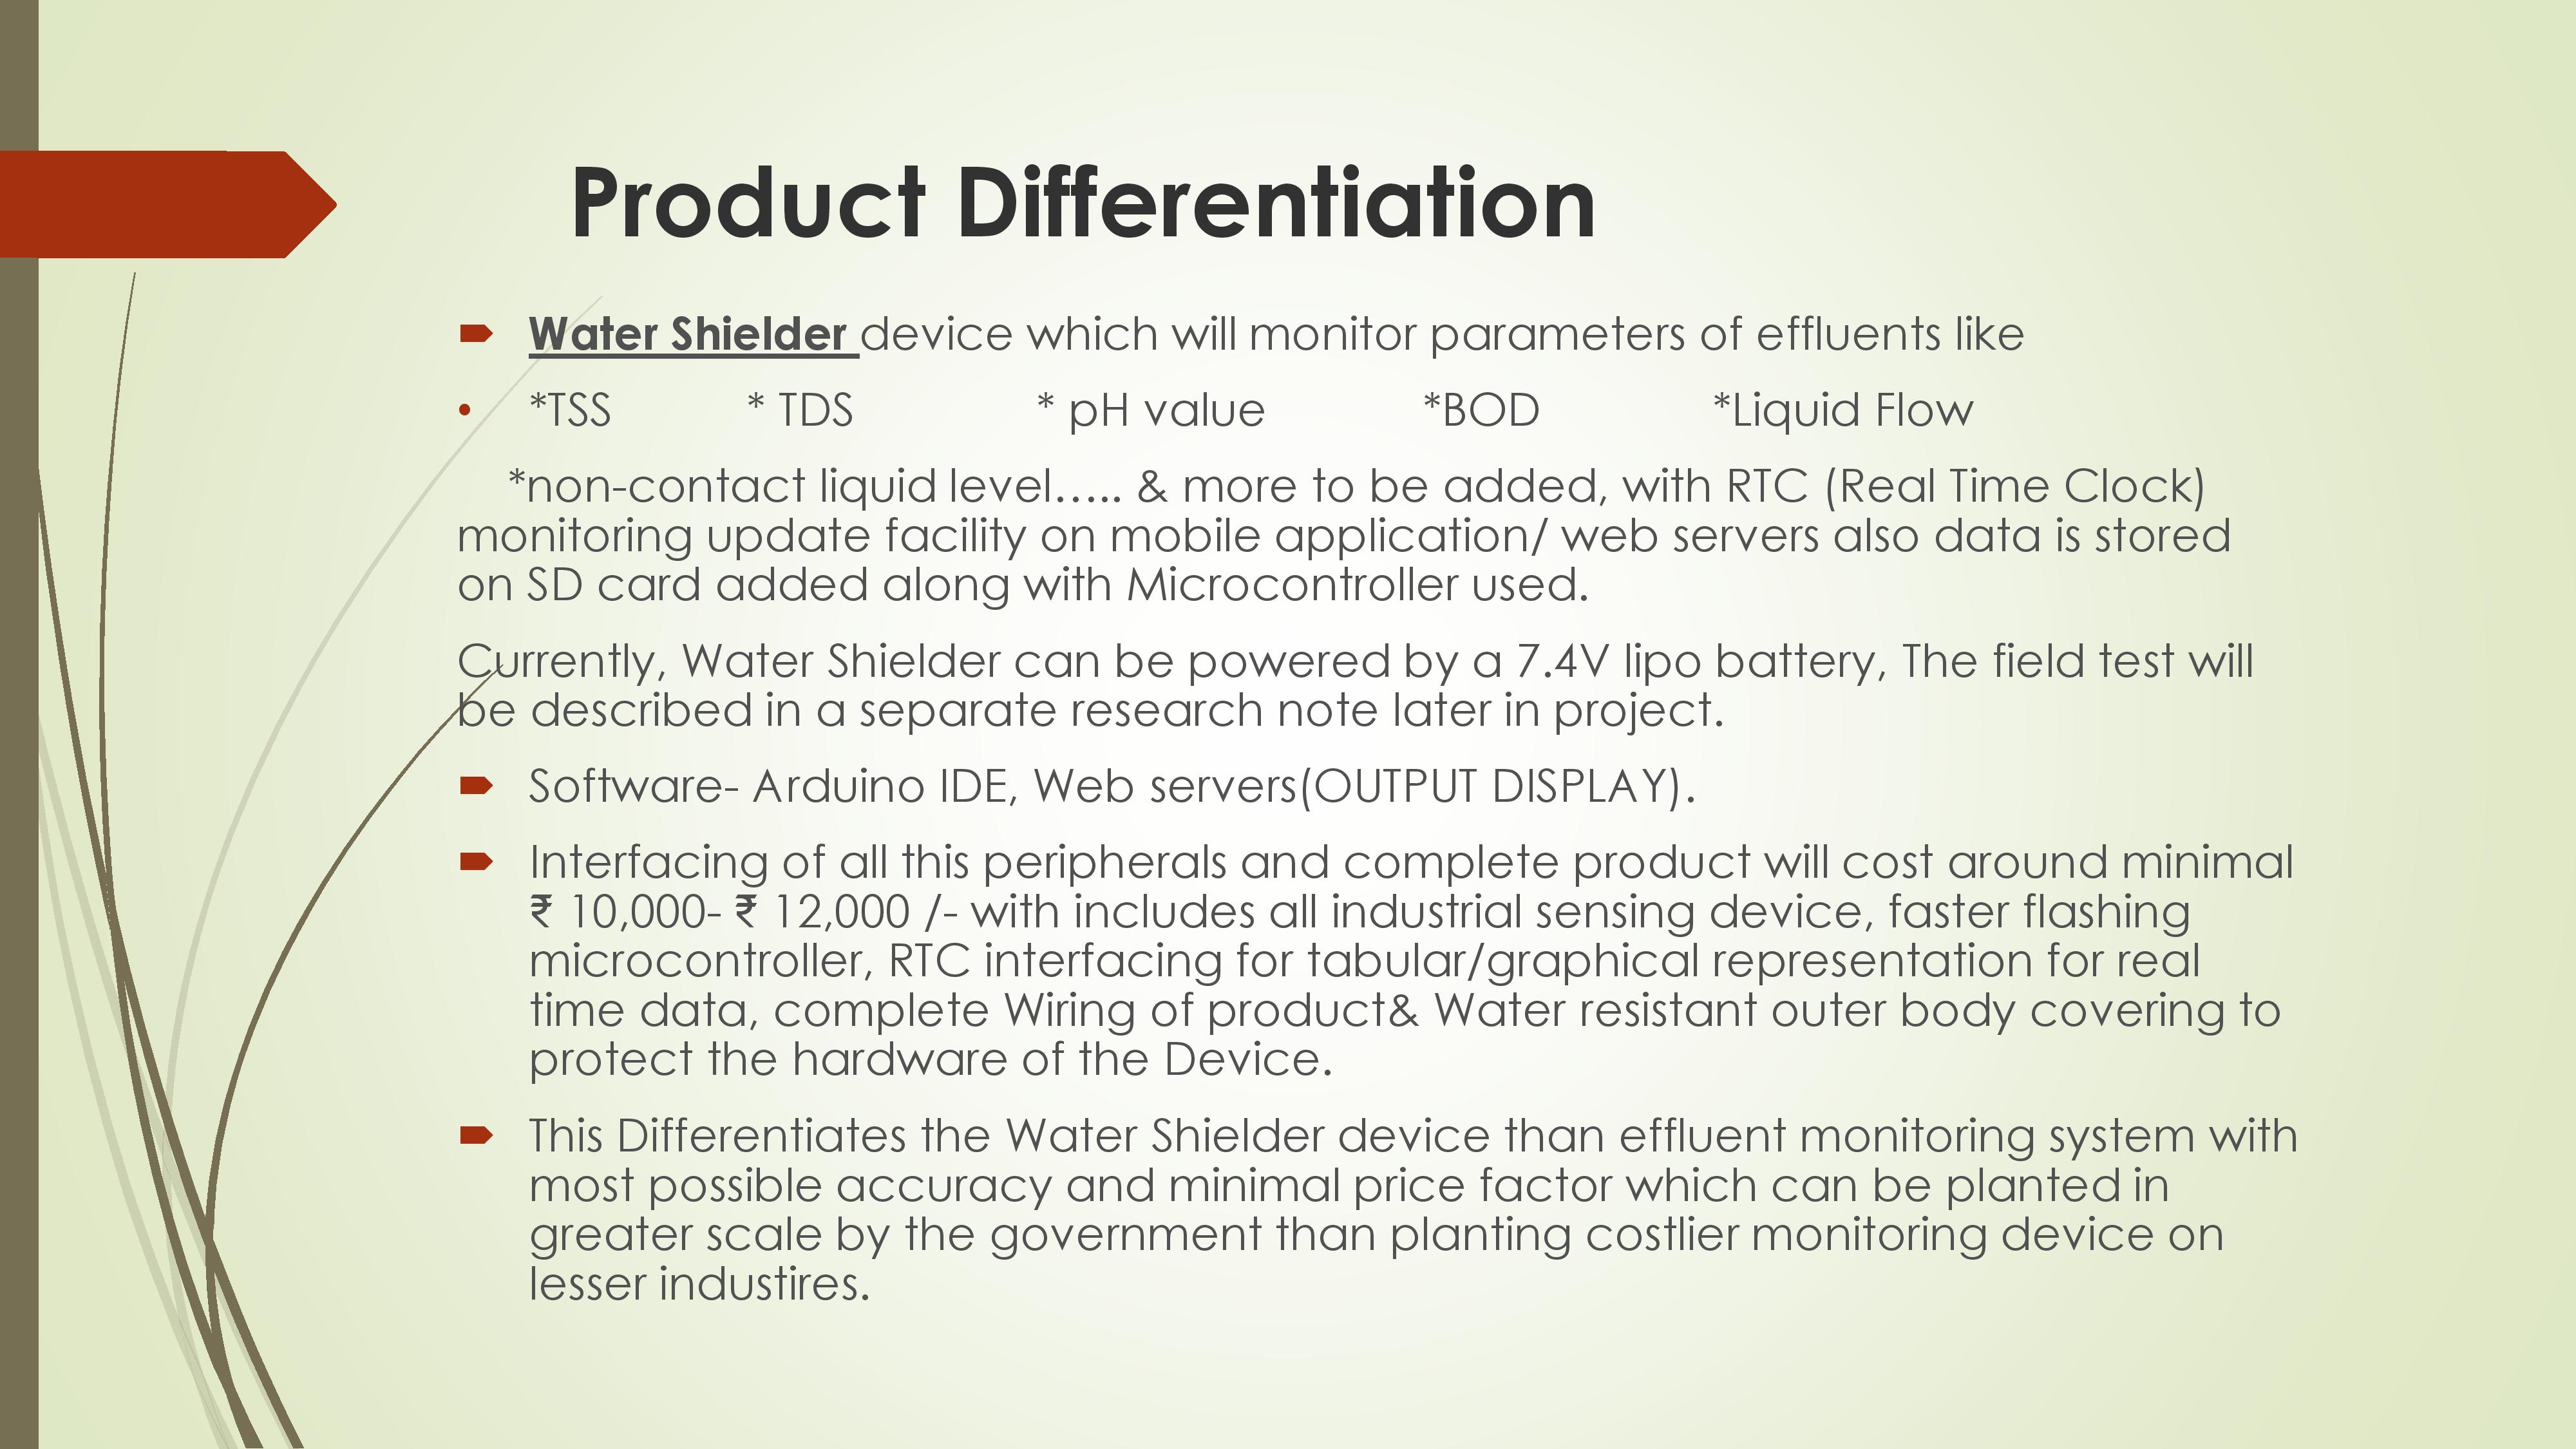 Product Differentiation
Water Shielder device which will monitor parameters of effluents like
• *TSS * TDS * pH value *BOD *Liquid Flow
*non-contact liquid level….. & more to be added, with RTC (Real Time Clock)
monitoring update facility on mobile application/ web servers also data is stored
on SD card added along with Microcontroller used.
Currently, Water Shielder can be powered by a 7.4V lipo battery, The field test will
be described in a separate research note later in project.
Software- Arduino IDE, Web servers(OUTPUT DISPLAY).
Interfacing of all this peripherals and complete product will cost around minimal
₹ 10,000- ₹ 12,000 /- with includes all industrial sensing device, faster flashing
microcontroller, RTC interfacing for tabular/graphical representation for real
time data, complete Wiring of product& Water resistant outer body covering to
protect the hardware of the Device.
This Differentiates the Water Shielder device than effluent monitoring system with
most possible accuracy and minimal price factor which can be planted in
greater scale by the government than planting costlier monitoring device on
lesser industires.